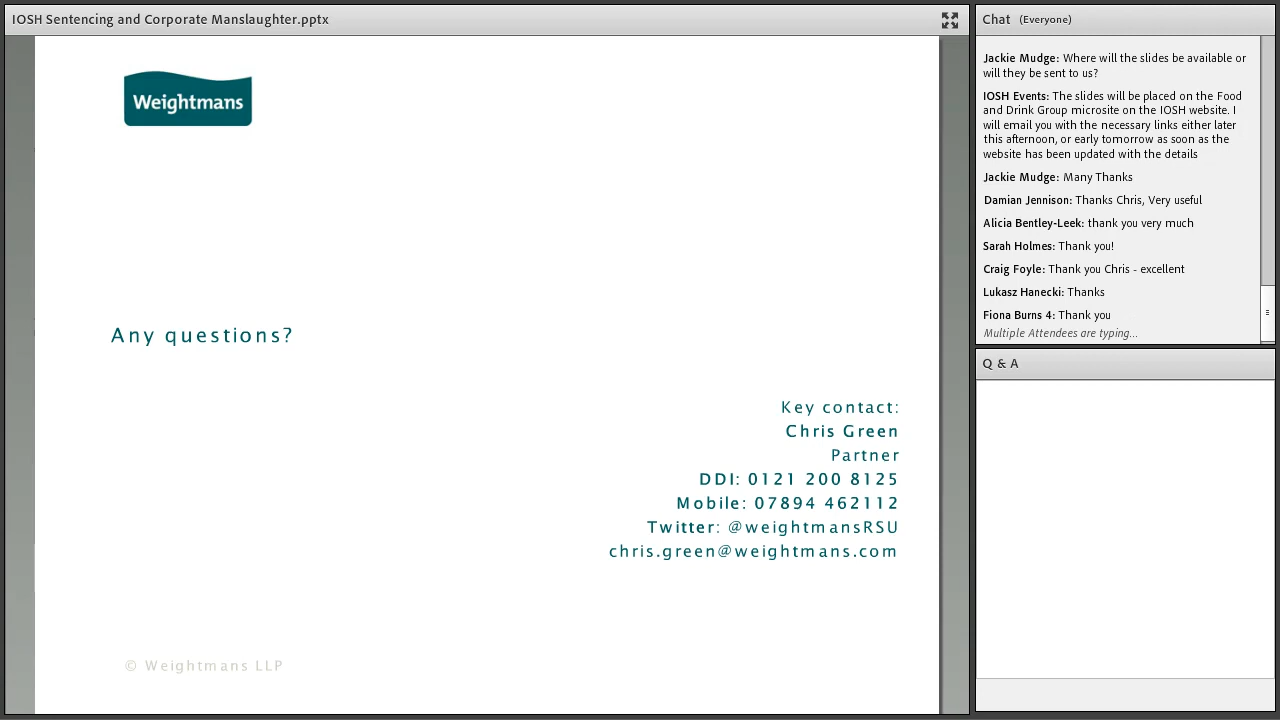 IOSH Sentencing and Corporate Manslaughter.pptx
Weightmans
Any questions?
Key contact:
Chris Green
Partner
DDI: 0121 200 8125
Mobile: 07894 462112
Twitter: @weightmansRSU
chris.green@weightmans.com
© Weightmans LLP
Chat (Everyone)
Jackie Mudge: Where will the slides be available or
will they be sent to us?
IOSH Events: The slides will be placed on the Food
and Drink Group microsite on the IOSH website. I
will email you with the necessary links either later
this afternoon, or early tomorrow as soon as the
website has been updated with the details
Jackie Mudge: Many Thanks
Damian Jennison: Thanks Chris, Very useful
Alicia Bentley-Leek: thank you very much
Sarah Holmes: Thank you!
Craig Foyle: Thank you Chris - excellent
Lukasz Hanecki: Thanks
Fiona Burns 4: Thank you
Multiple Attendees are typing...
Q & A